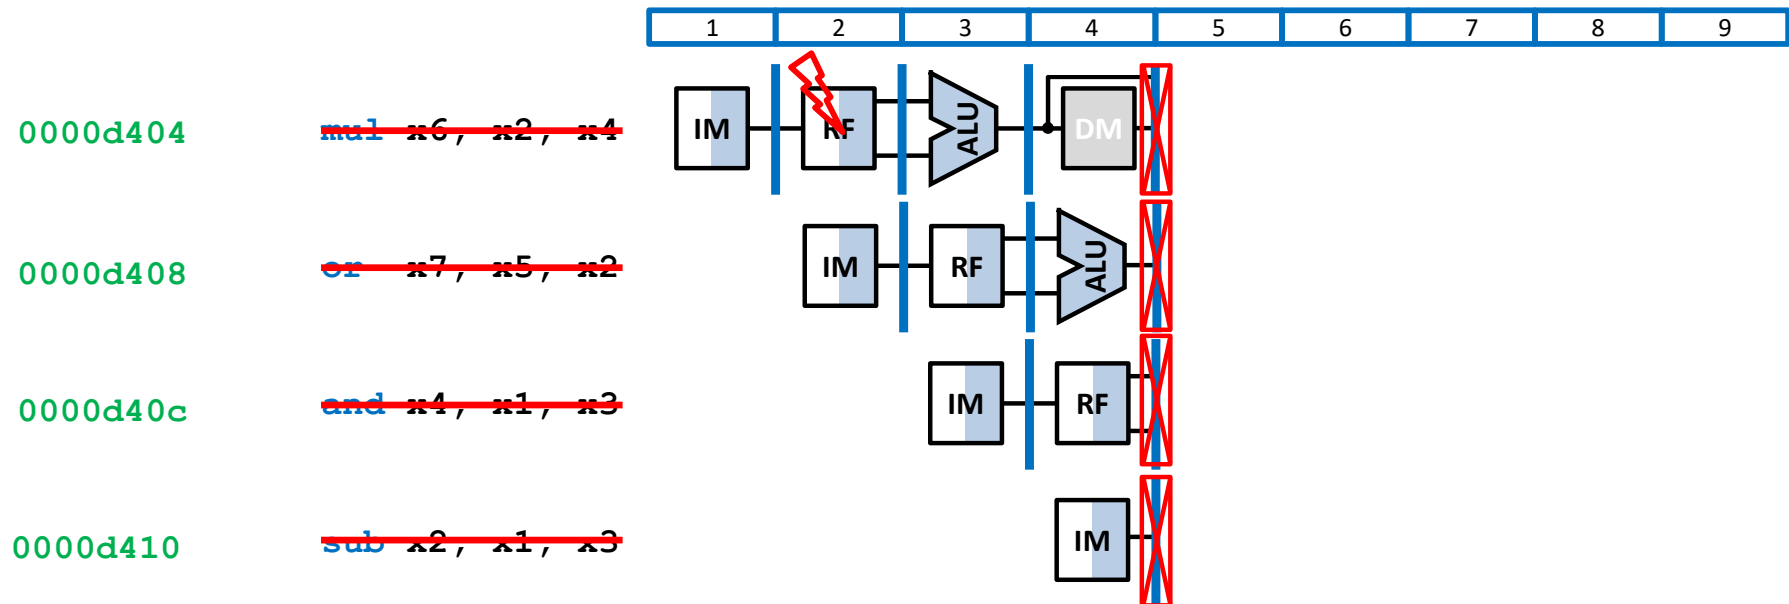 1 2 3 4 5 6 7 8 9
0000d404 mul x6, x2, x4 IM RF ALU DM
0000d408 or x7, x5, x2 IM RF ALU
0000d40c and x4, x1, x3 IM RF
0000d410 sub x2, x1, x3 IM